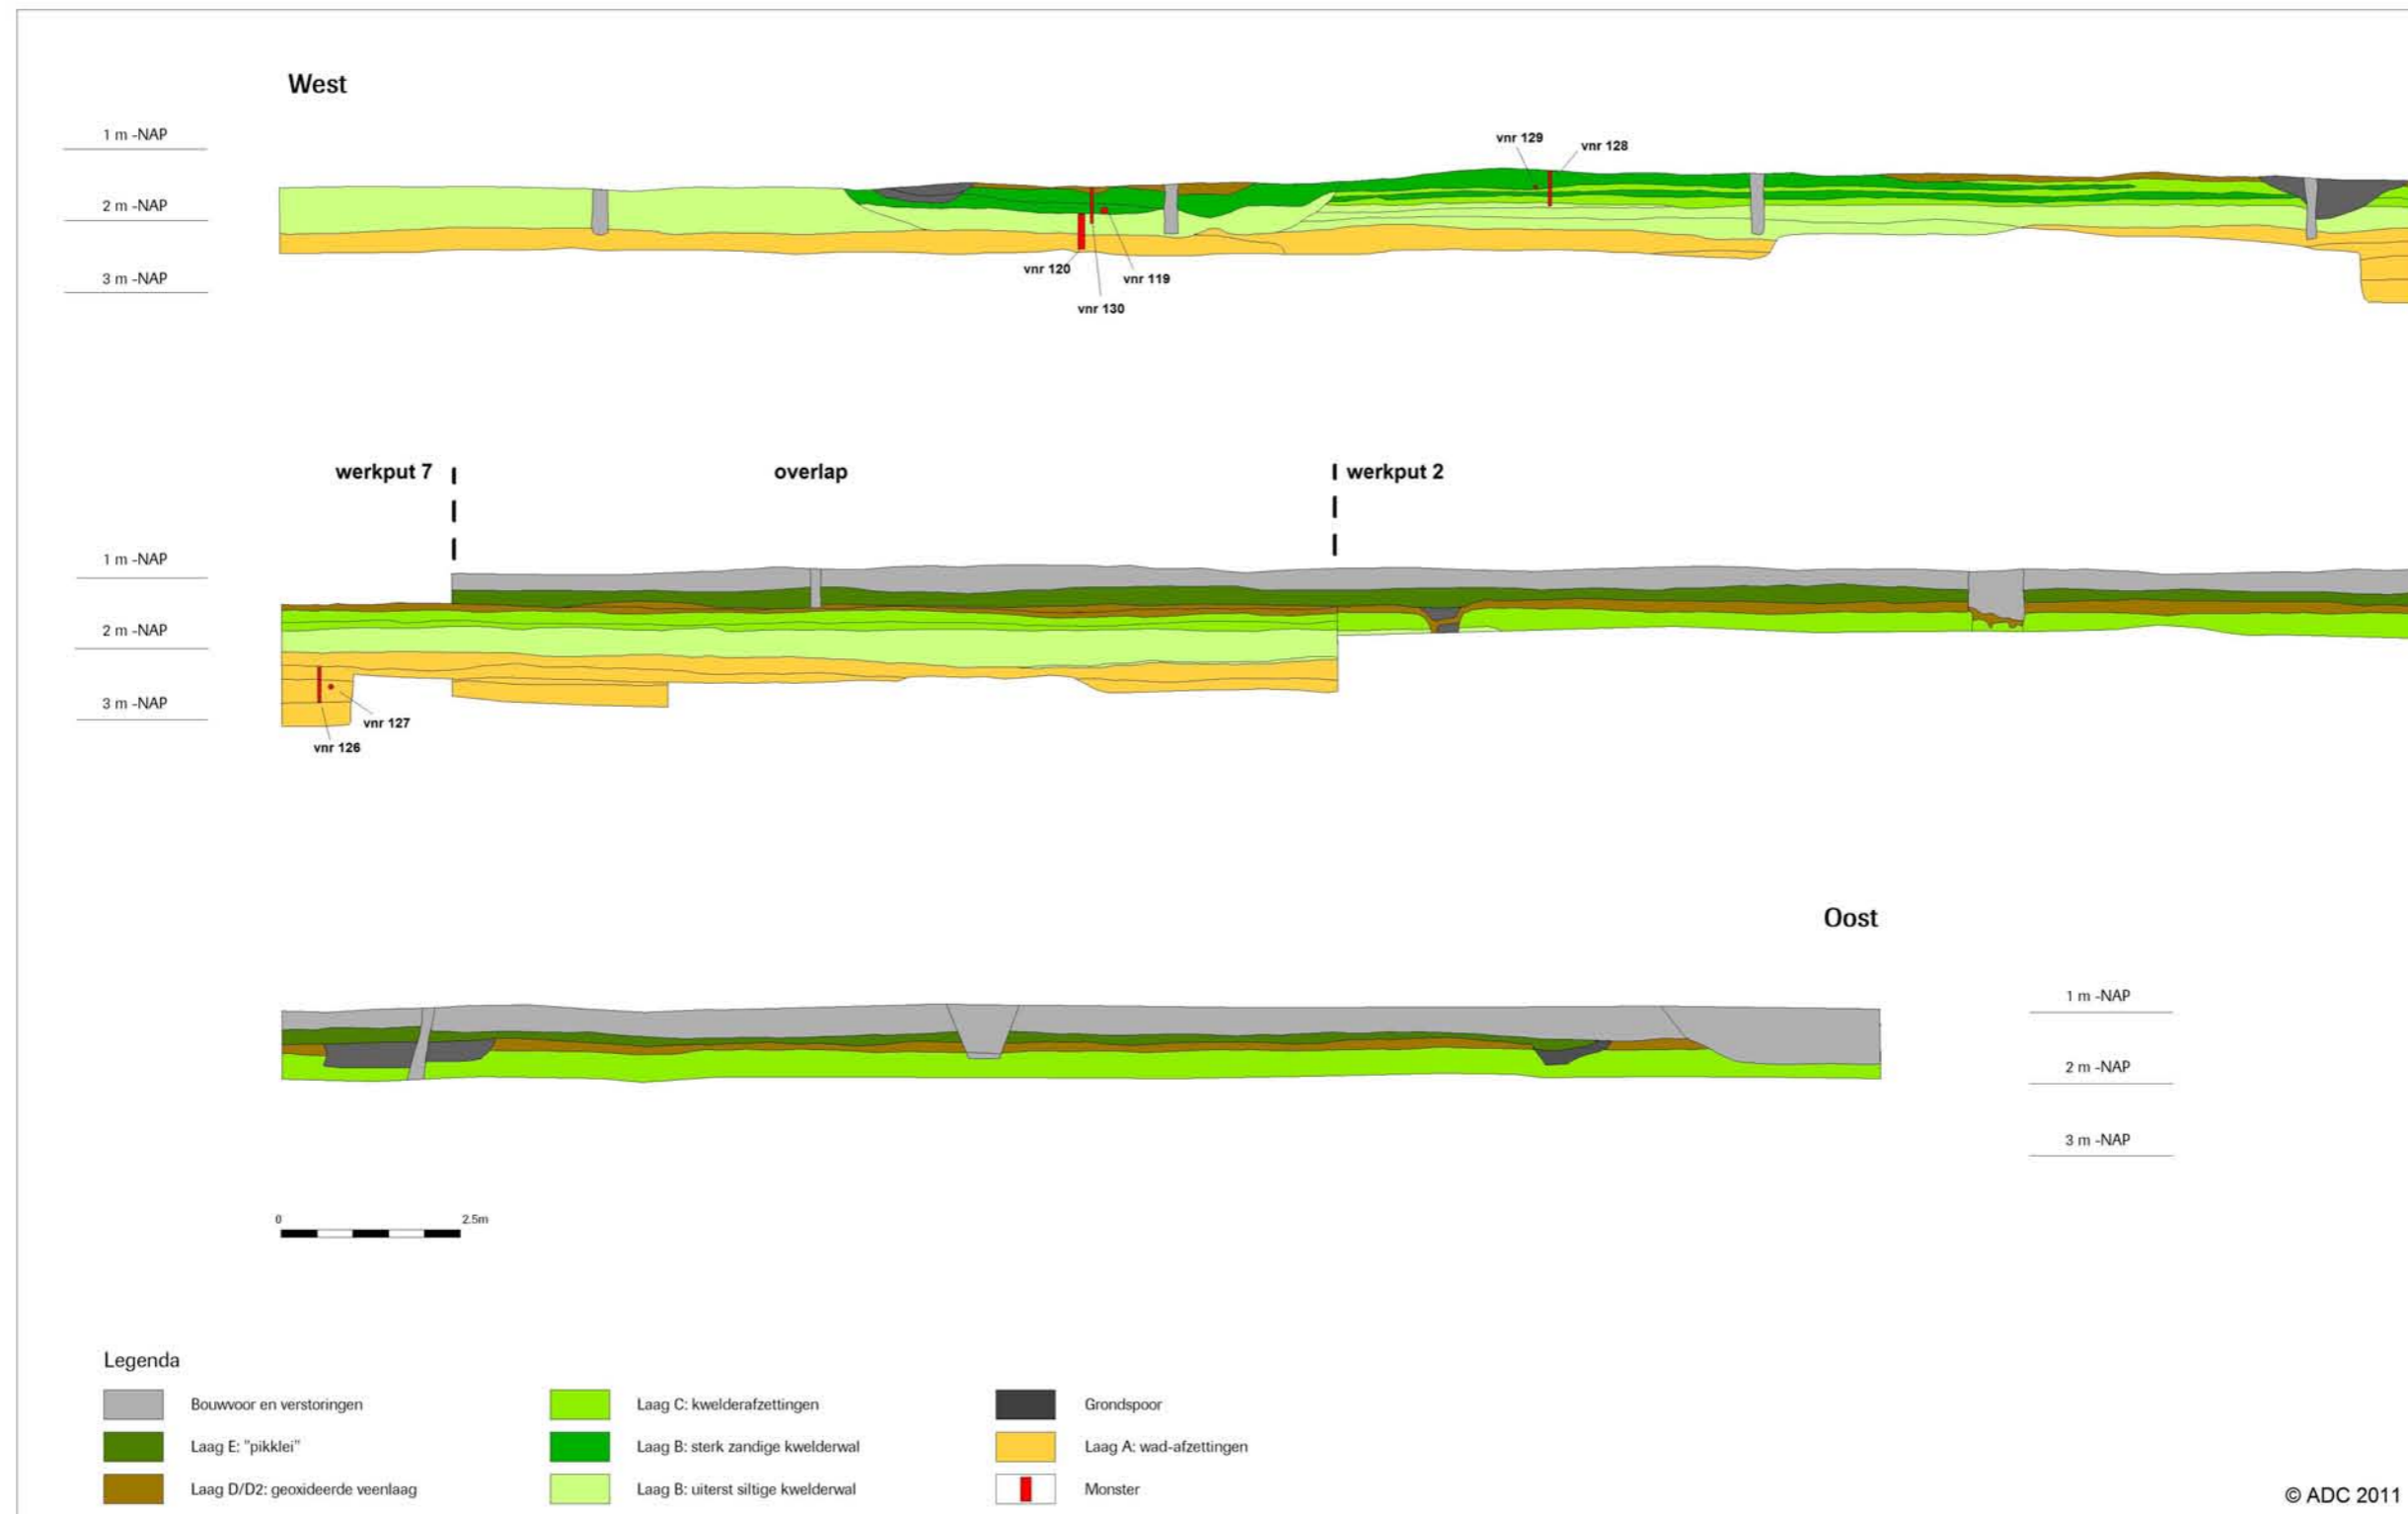 West
1 m -NAP
vnr 129
vnr 128
2 m -NAP
3 m -NAP
vnr 120
vnr 119
vnr 130
werkput 7
overlap
werkput 2
1 m -NAP
2 m -NAP
3 m -NAP
vnr 127
vnr 126
Oost
1 m -NAP
2 m -NAP
3 m -NAP
0 2.5m
Legenda
Bouwvoor en verstoringen
Laag E: "pikklei"
Laag D/D2: geoxideerde veenlaag
Laag C: kwelderafzettingen
Laag B: sterk zandige kwelderwal
Laag B: uiterst siltige kwelderwal
Grondspoor
Laag A: wad-afzettingen
Monster
© ADC 2011